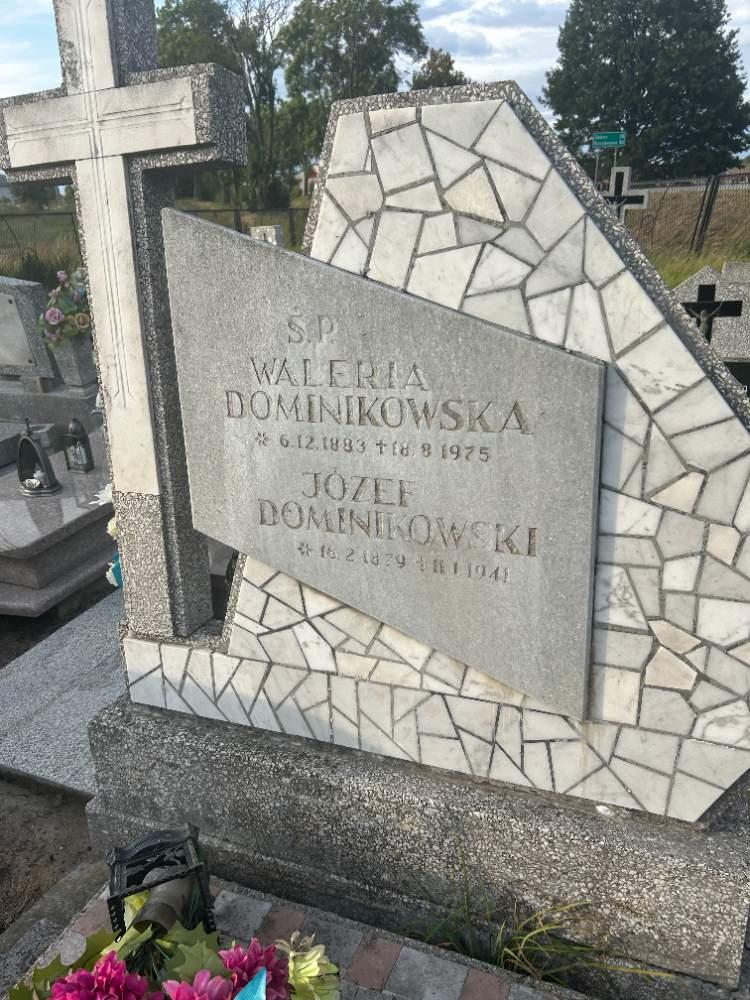 Ś.P.
WALERIA
DOMINIKOWSKA
* 6.12.1883 + 18.8 1975
JÓZEF
DOMINIKOWSKI
* 16.2 1879 + 11.1 1941